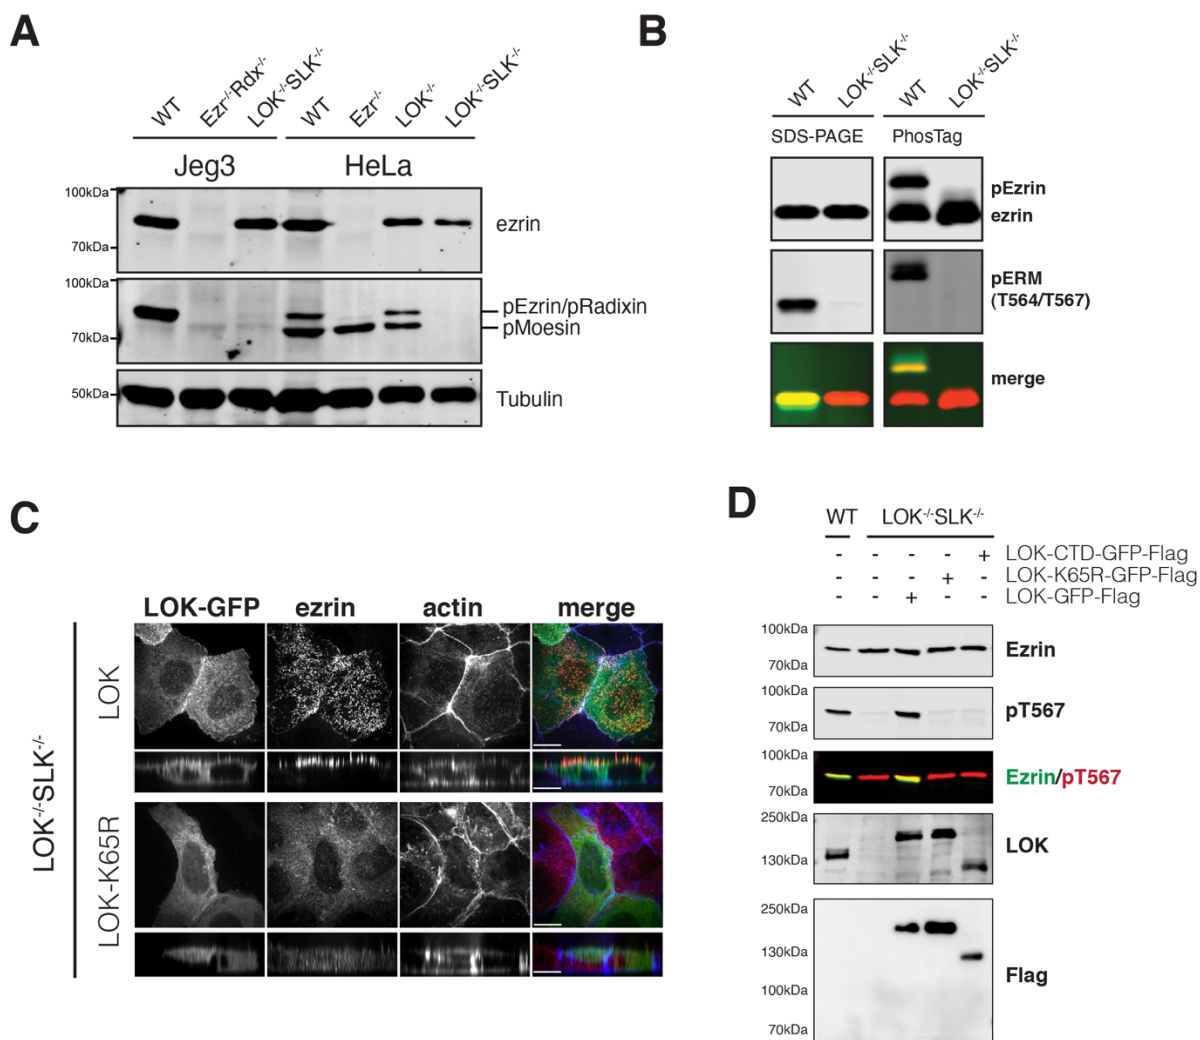 A
WT
Ezr-/-Rdx-/-
LOK-/-SLK-/-
WT
Ezr-/-
LOK-/-
LOK-/-SLK-/-
Jeg3
HeLa
100kDa
70kDa
ezrin
100kDa
70kDa
pEzrin/pRadixin
pMoesin
50kDa
Tubulin
B
WT
LOK-/-SLK-/-
WT
LOK-/-SLK-/-
SDS-PAGE
PhosTag
pEzrin
ezrin
pERM
(T564/T567)
merge
C
LOK-GFP
ezrin
actin
merge
LOK-/-SLK-/-
LOK
LOK-K65R
D
WT
LOK-/-SLK-/-
- - - - + LOK-CTD-GFP-Flag
- - - + - LOK-K65R-GFP-Flag
- - + - - LOK-GFP-Flag
100kDa
70kDa
Ezrin
100kDa
70kDa
pT567
100kDa
70kDa
Ezrin/pT567
250kDa
130kDa
LOK
250kDa
130kDa
100kDa
70kDa
Flag